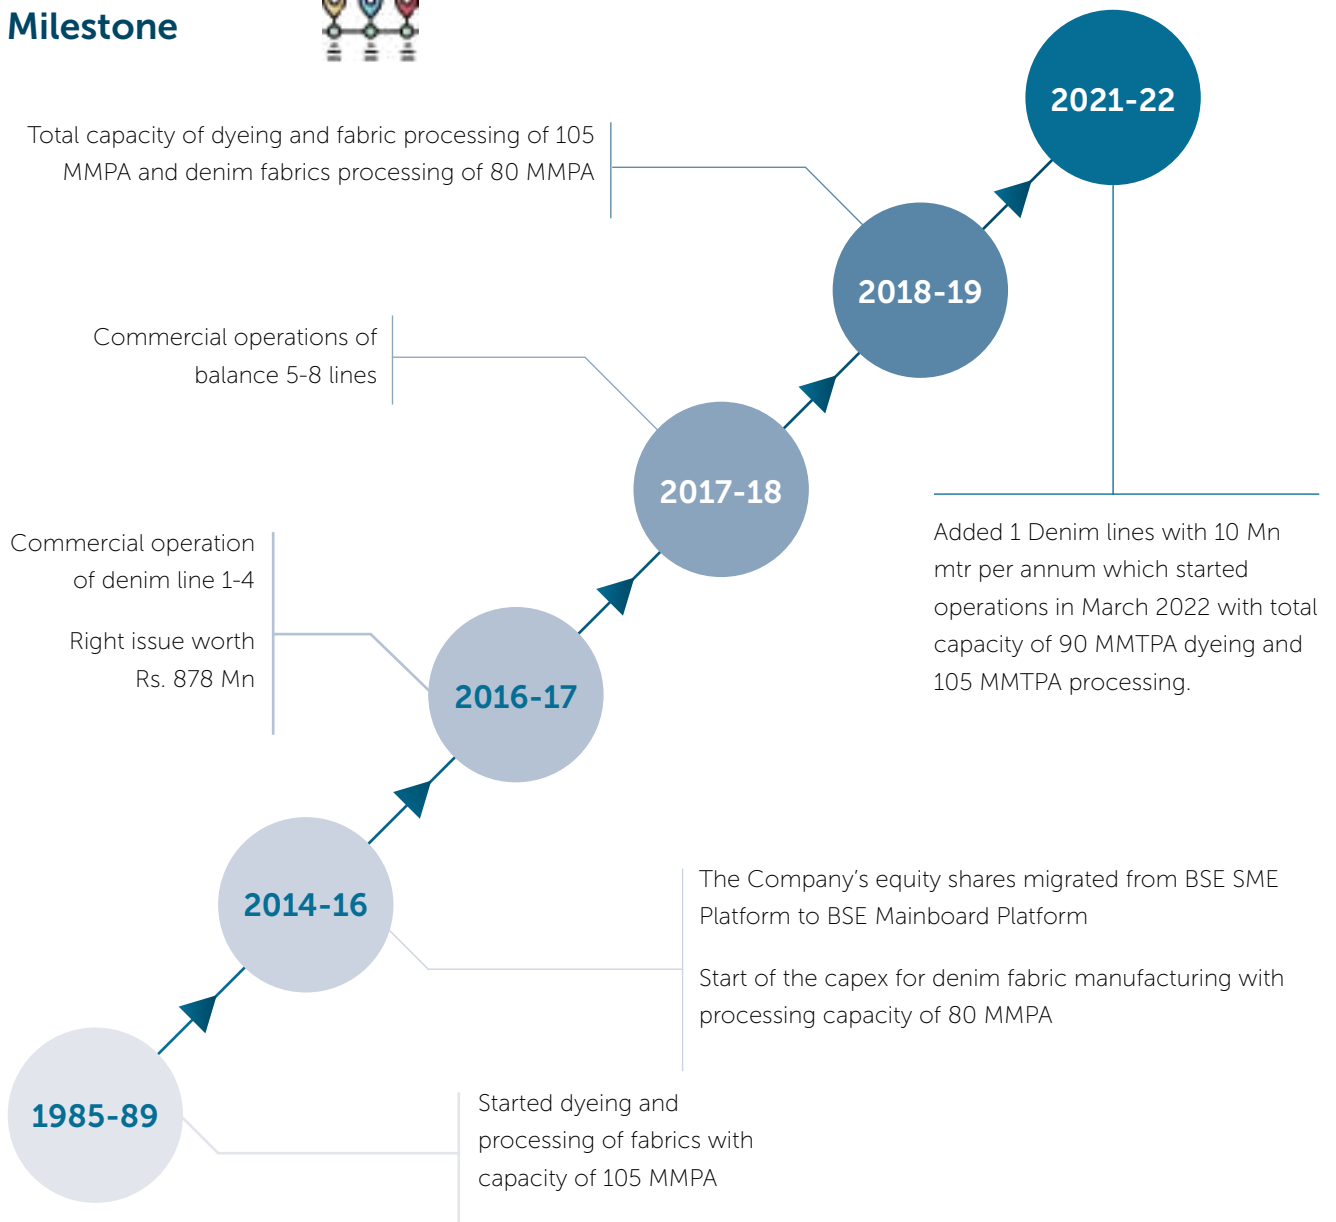 Milestone
2021-22
Total capacity of dyeing and fabric processing of 105
MMPA and denim fabrics processing of 80 MMPA
2018-19
Commercial operations of
balance 5-8 lines
2017-18
Added 1 Denim lines with 10 Mn
mtr per annum which started
operations in March 2022 with total
capacity of 90 MMTPA dyeing and
105 MMTPA processing.
Commercial operation
of denim line 1-4
Right issue worth
Rs. 878 Mn
2016-17
2014-16
The Company’s equity shares migrated from BSE SME
Platform to BSE Mainboard Platform
Start of the capex for denim fabric manufacturing with
processing capacity of 80 MMPA
1985-89
Started dyeing and
processing of fabrics with
capacity of 105 MMPA